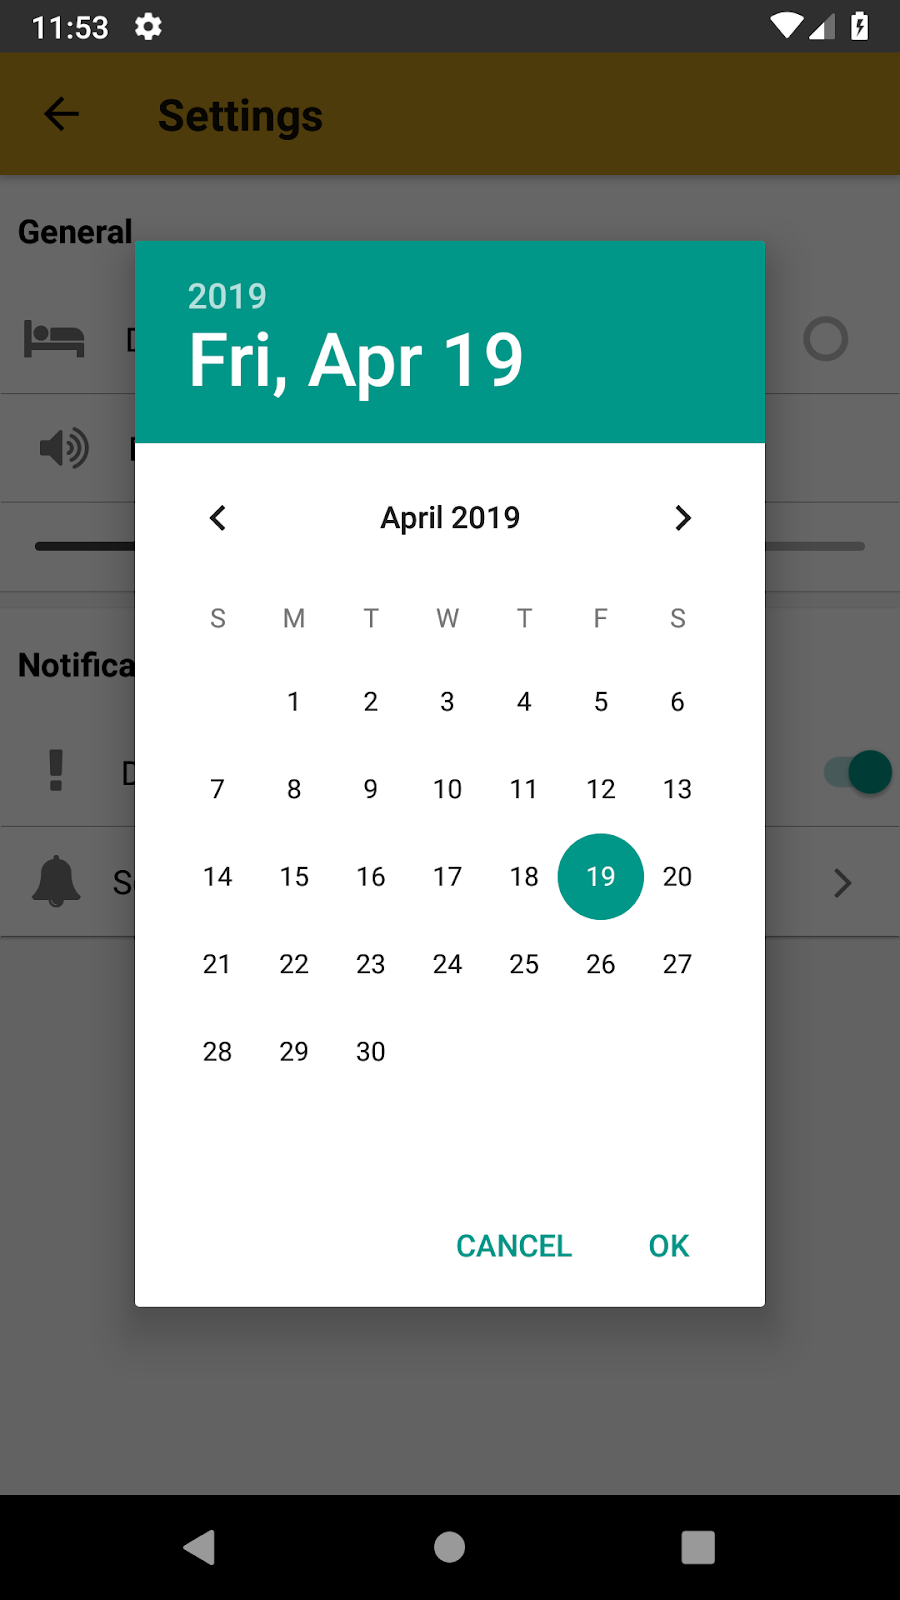 11:53
Settings
General
2019
Fri, Apr 19
April 2019
S M T W T F S
1 2 3 4 5 6
7 8 9 10 11 12 13
14 15 16 17 18 19 20
21 22 23 24 25 26 27
28 29 30
CANCEL OK